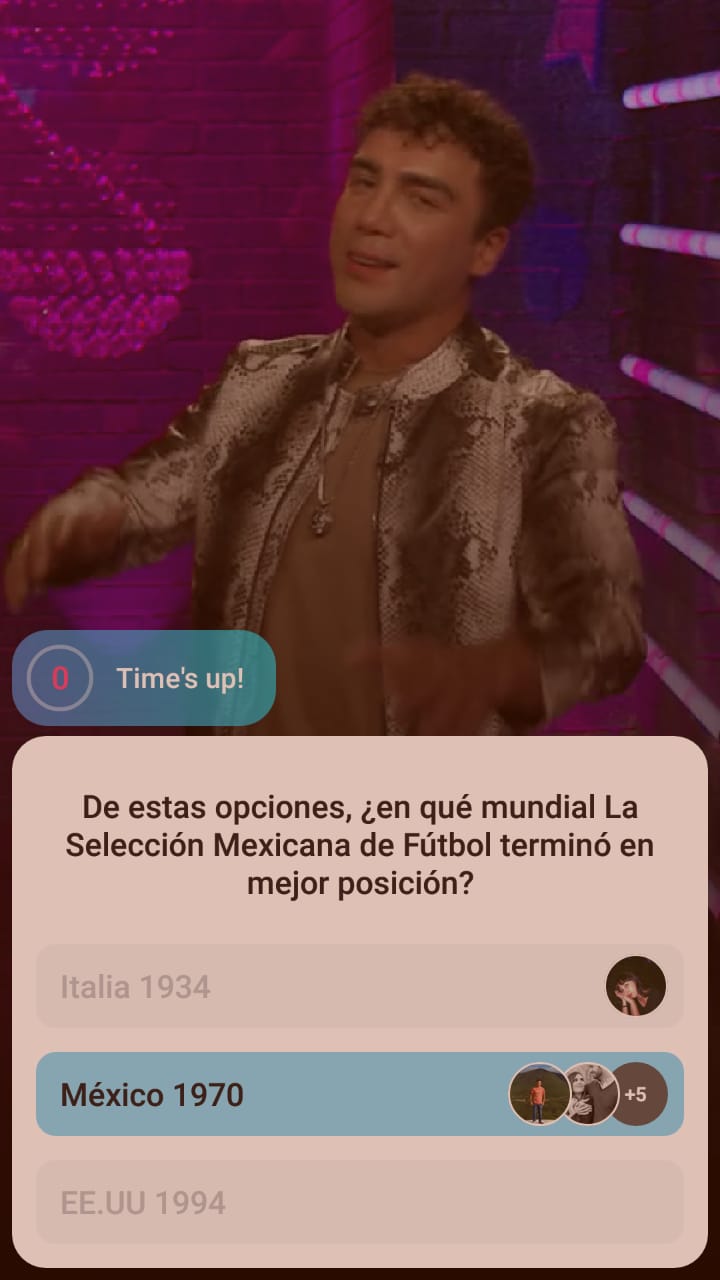 0
Time's up!
De estas opciones, ¿en qué mundial La
Selección Mexicana de Fútbol terminó en
mejor posición?
Italia 1934
México 1970
+5
EE.UU 1994